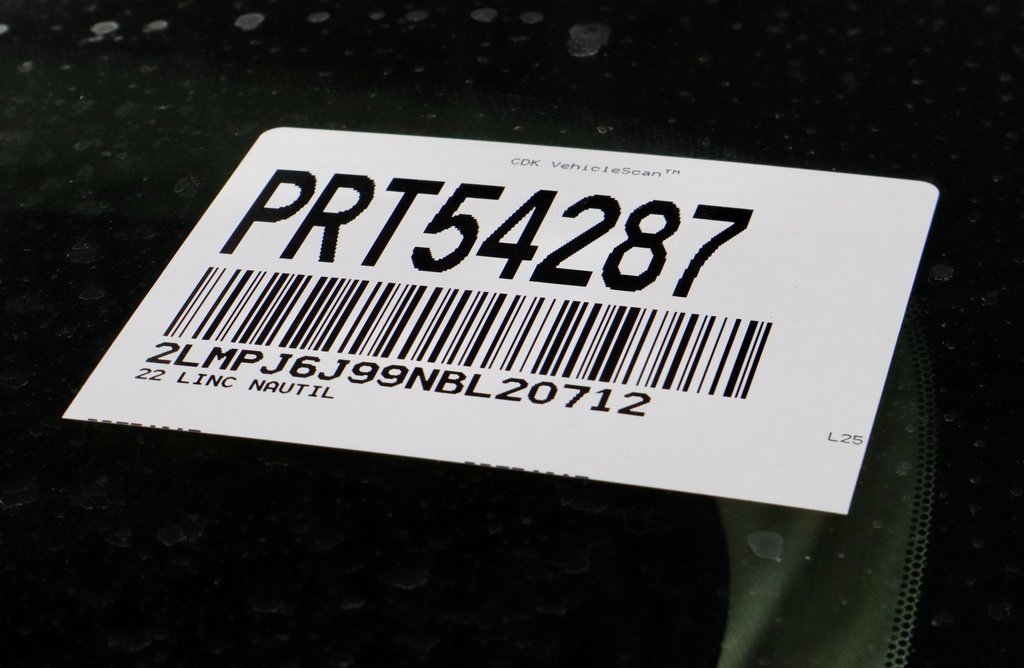 CDK VehicleScan™
PRT54287
2LMPJ6J99NBL20712
22 LINC NAUTIL
L25